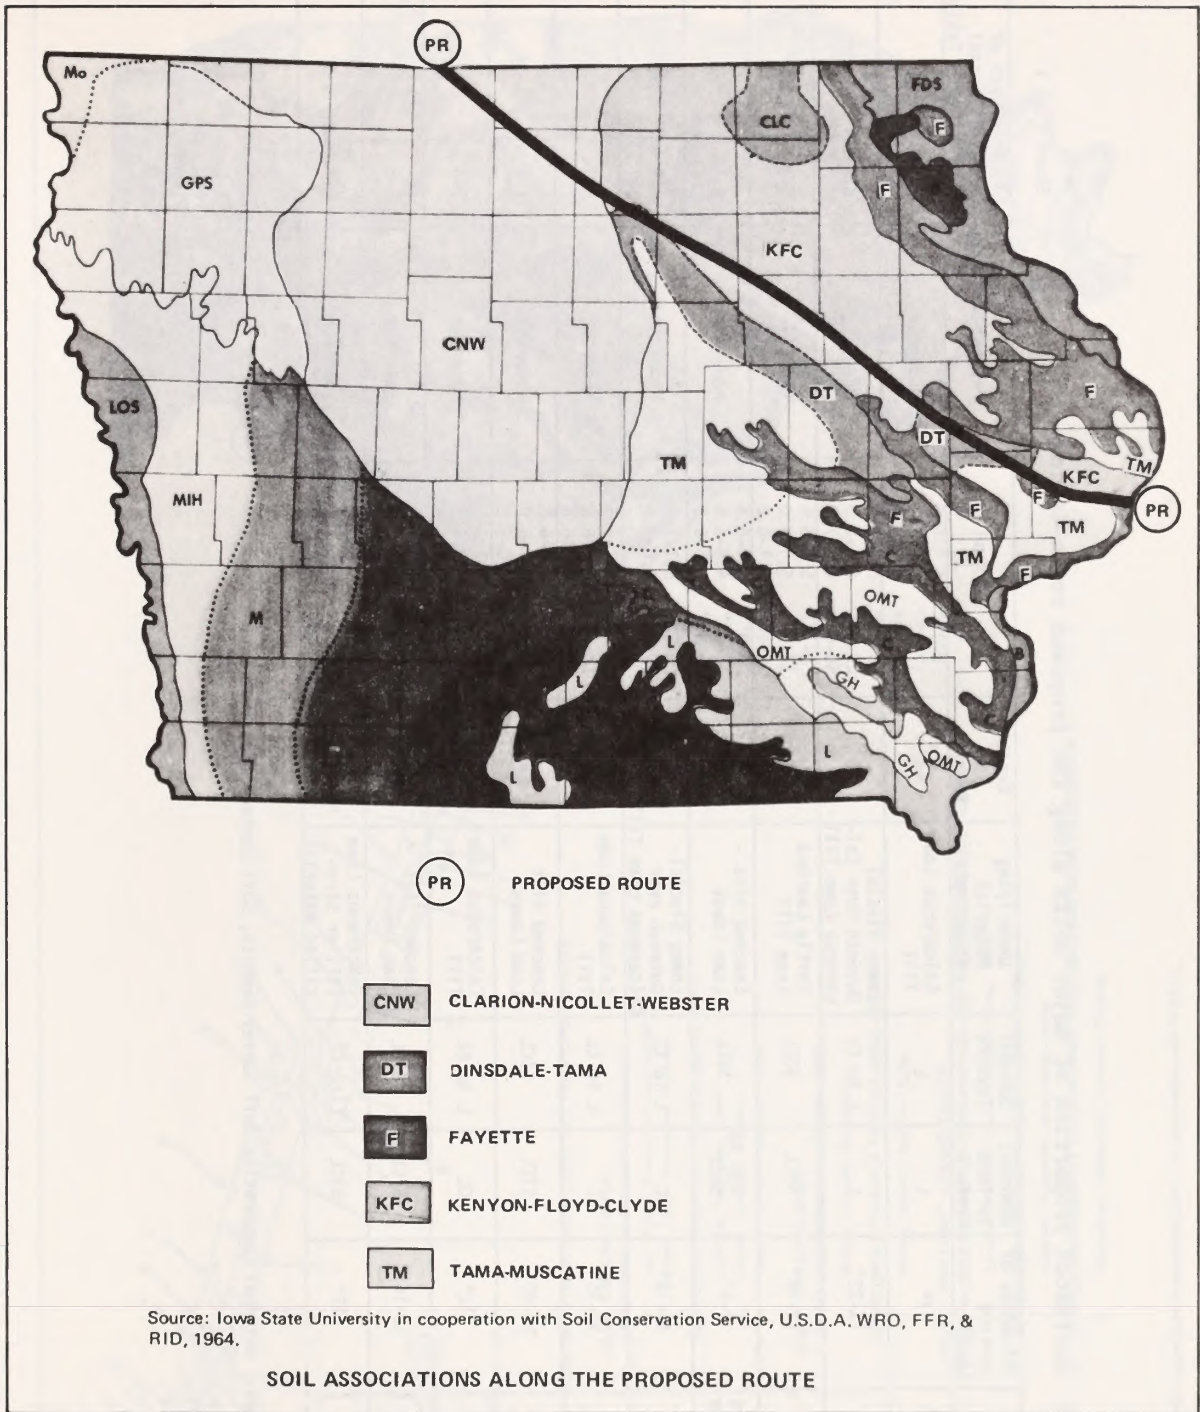 PR
Mo
FDS
CLC
F
GPS
F
KFC
CNW
F
LOS
DT
DT
TM
TM
KFC
MIH
F
PR
F
F
TM
TM
C
F
OMT
M
C
L
OMT
C
B
L
GH
C
L
L
OMT
GH
PR PROPOSED ROUTE
CNW CLARION-NICOLLET-WEBSTER
DT DINSDALE-TAMA
F FAYETTE
KFC KENYON-FLOYD-CLYDE
TM TAMA-MUSCATINE
Source: Iowa State University in cooperation with Soil Conservation Service, U.S.D.A. WRO, FFR, &
RID, 1964.
SOIL ASSOCIATIONS ALONG THE PROPOSED ROUTE